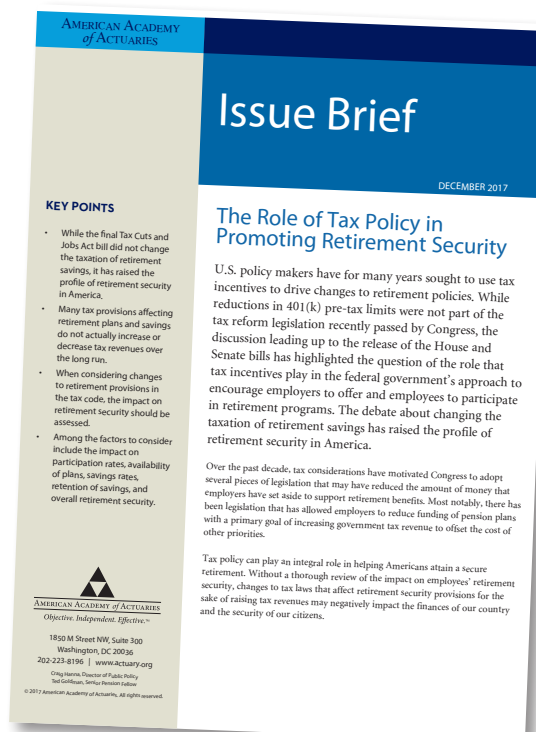 AMERICAN ACADEMY
of ACTUARIES
Issue Brief
DECEMBER 2017
KEY POINTS
• While the final Tax Cuts and
Jobs Act bill did not change
the taxation of retirement
savings, it has raised the
profile of retirement security
in America.
• Many tax provisions affecting
retirement plans and savings
do not actually increase or
decrease tax revenues over
the long run.
• When considering changes
to retirement provisions in
the tax code, the impact on
retirement security should be
assessed.
• Among the factors to consider
include the impact on
participation rates, availability
of plans, savings rates,
retention of savings, and
overall retirement security.
AMERICAN ACADEMY of ACTUARIES
Objective. Independent. Effective.™
1850 M Street NW, Suite 300
Washington, DC 20036
202-223-8196 | www.actuary.org
Craig Hanna, Director of Public Policy
Ted Goldman, Senior Pension Fellow
© 2017 American Academy of Actuaries. All rights reserved.
The Role of Tax Policy in
Promoting Retirement Security
U.S. policy makers have for many years sought to use tax
incentives to drive changes to retirement policies. While
reductions in 401(k) pre-tax limits were not part of the
tax reform legislation recently passed by Congress, the
discussion leading up to the release of the House and
Senate bills has highlighted the question of the role that
tax incentives play in the federal government's approach to
encourage employers to offer and employees to participate
in retirement programs. The debate about changing the
taxation of retirement savings has raised the profile of
retirement security in America.
Over the past decade, tax considerations have motivated Congress to adopt
several pieces of legislation that may have reduced the amount of money that
employers have set aside to support retirement benefits. Most notably, there has
been legislation that has allowed employers to reduce funding of pension plans
with a primary goal of increasing government tax revenue to offset the cost of
other priorities.
Tax policy can play an integral role in helping Americans attain a secure
retirement. Without a thorough review of the impact on employees' retirement
security, changes to tax laws that affect retirement security provisions for the
sake of raising tax revenues may negatively impact the finances of our country
and the security of our citizens.